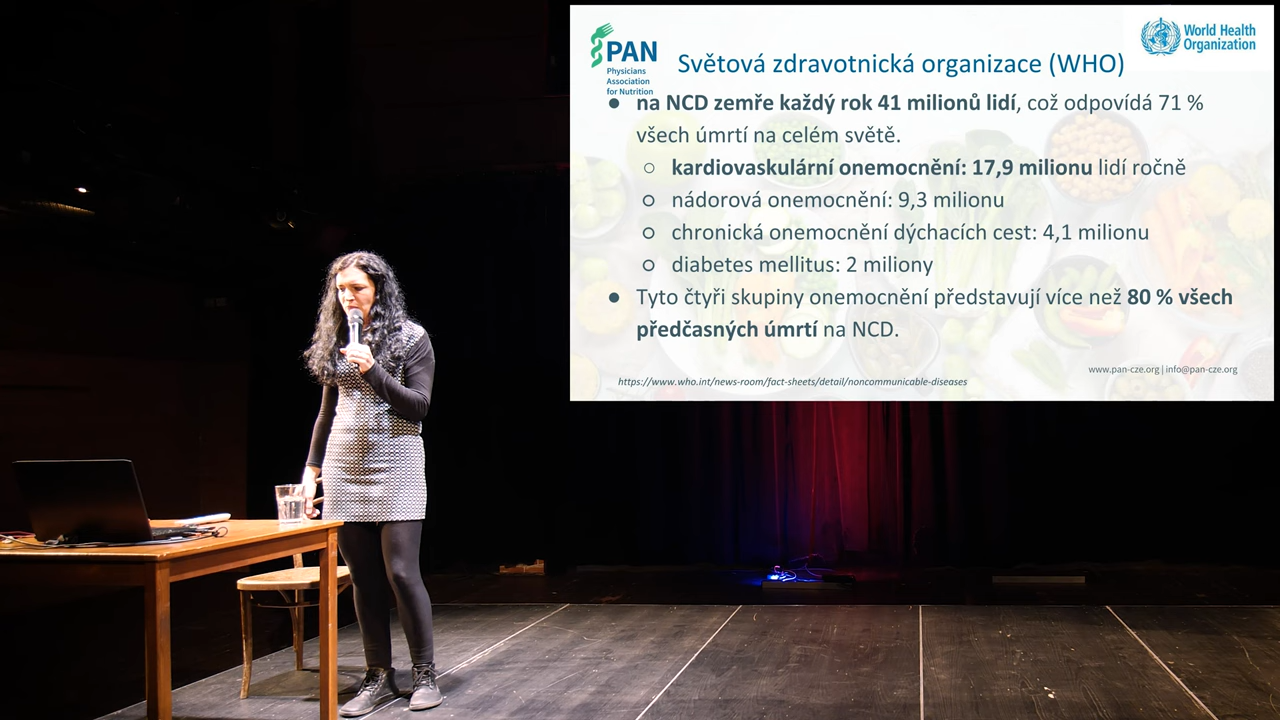 PAN
Physicians
Association
for Nutrition
World Health
Organization
Světová zdravotnická organizace (WHO)
● na NCD zemře každý rok 41 milionů lidí, což odpovídá 71 %
všech úmrtí na celém světě.
○ kardiovaskulární onemocnění: 17,9 milionu lidí ročně
○ nádorová onemocnění: 9,3 milionu
○ chronická onemocnění dýchacích cest: 4,1 milionu
○ diabetes mellitus: 2 miliony
● Tyto čtyři skupiny onemocnění představují více než 80 % všech
předčasných úmrtí na NCD.
www.pan-cze.org | info@pan-cze.org
https://www.who.int/news-room/fact-sheets/detail/noncommunicable-diseases